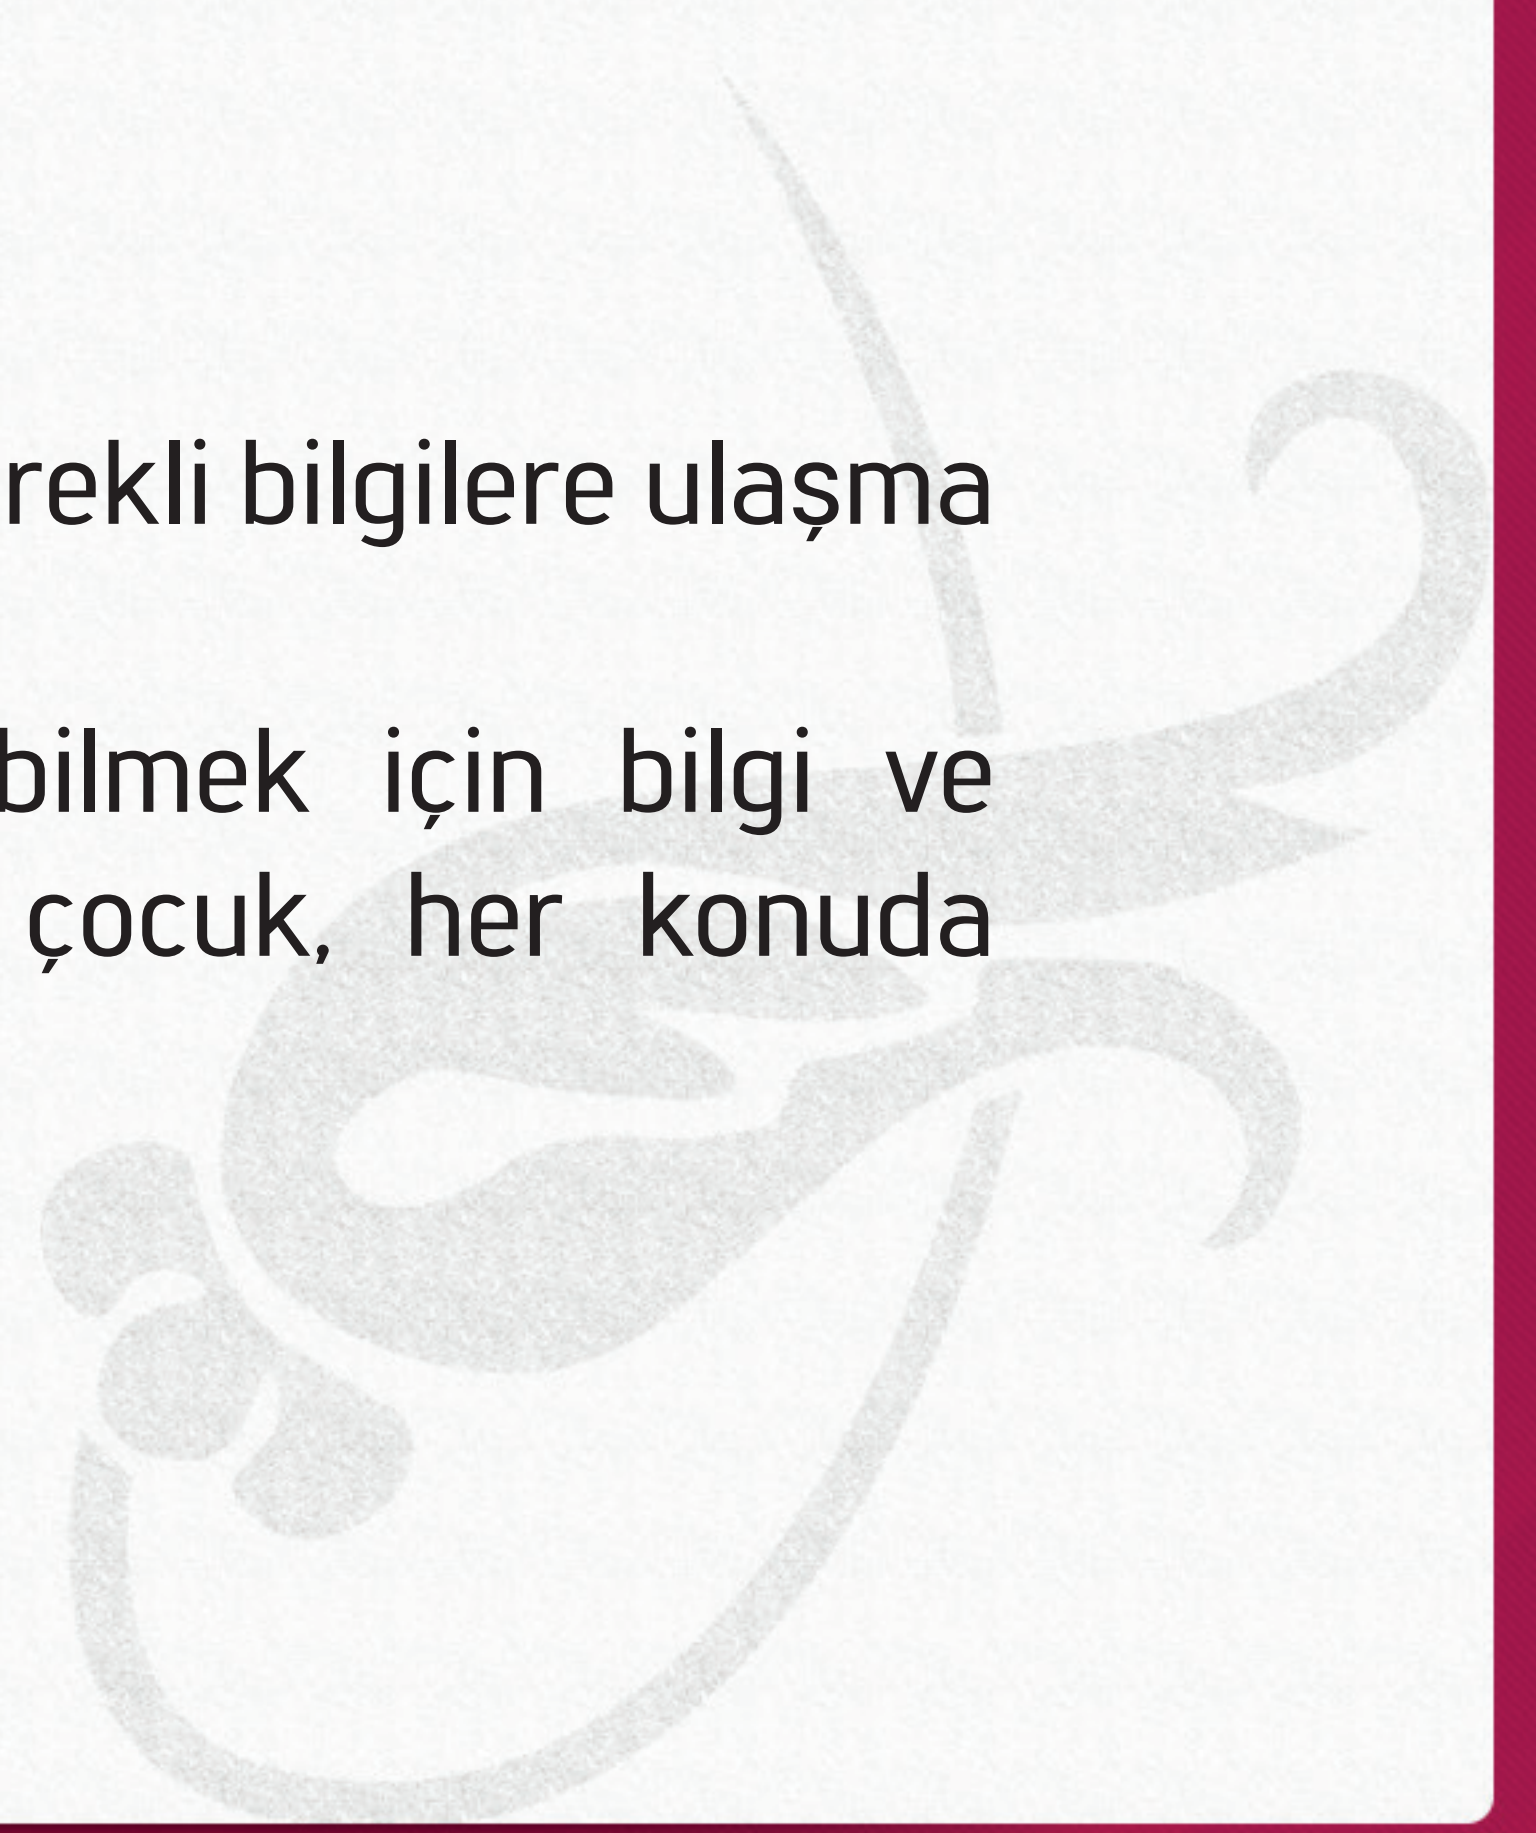 rekli bilgilere ulaşma
bilmek için bilgi ve
çocuk, her konuda